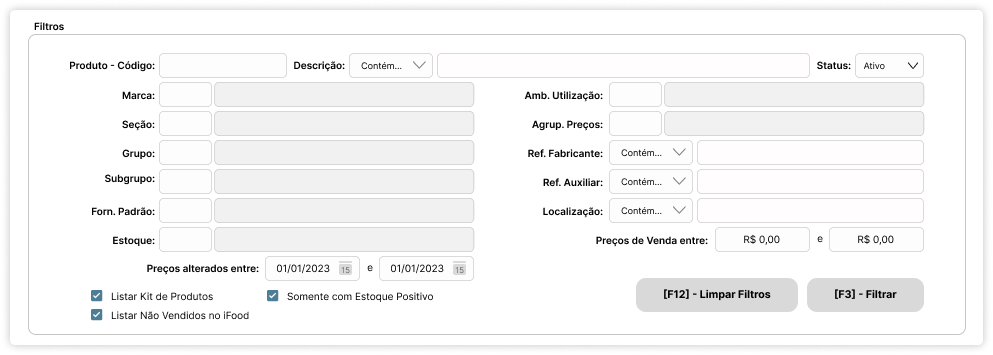 Filtros
Produto - Código: Descrição: Contém... Status: Ativo
Marca: Amb. Utilização:
Seção: Agrup. Preços:
Grupo: Ref. Fabricante: Contém...
Subgrupo: Ref. Auxiliar: Contém...
Forn. Padrão: Localização: Contém...
Estoque: Preços de Venda entre: R$ 0,00 e R$ 0,00
Preços alterados entre: 01/01/2023 15 e 01/01/2023 15
Listar Kit de Produtos Somente com Estoque Positivo [F12] - Limpar Filtros [F3] - Filtrar
Listar Não Vendidos no iFood